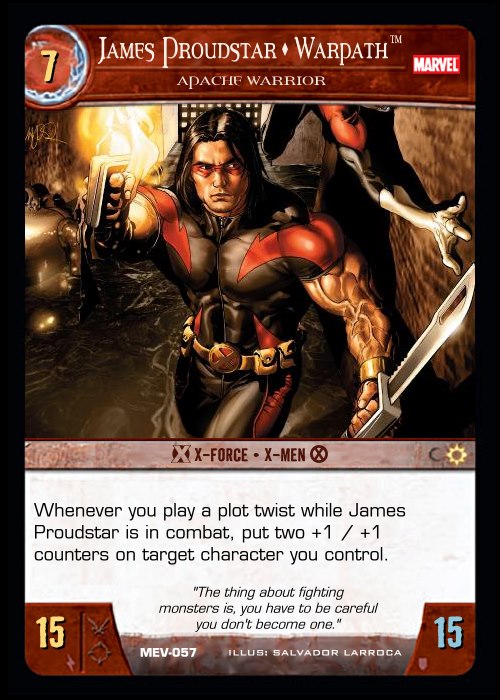 7
JAMES PROUDSTAR ♦ WARPATH™
APACHE WARRIOR
MARVEL
X-FORCE • X-MEN
C
Whenever you play a plot twist while James
Proudstar is in combat, put two +1 / +1
counters on target character you control.
"The thing about fighting
monsters is, you have to be careful
you don't become one."
15
MEV-057 ILLUS: SALVADOR LARROCA
15